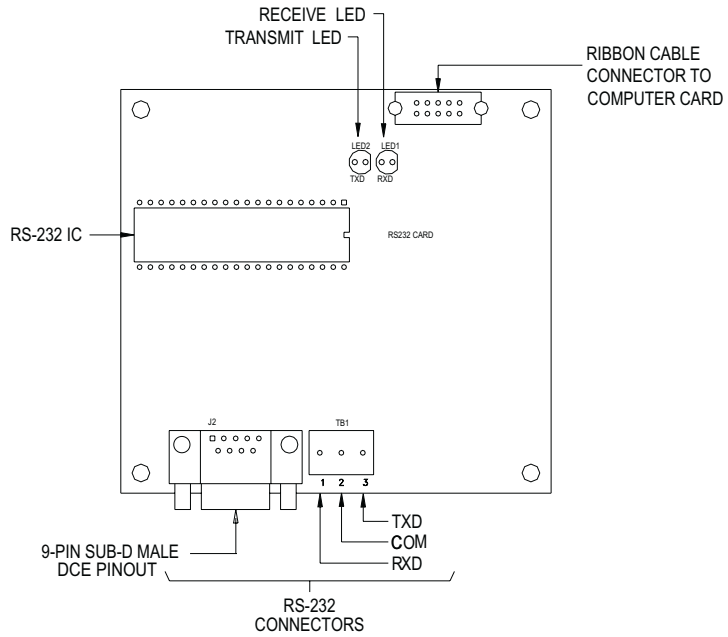 RECEIVE LED
TRANSMIT LED
RIBBON CABLE
CONNECTOR TO
COMPUTER CARD
LED2
LED1
TXD
RXD
RS-232 IC
RS232 CARD
J2
TB1
1 2 3
TXD
COM
RXD
9-PIN SUB-D MALE
DCE PINOUT
RS-232
CONNECTORS